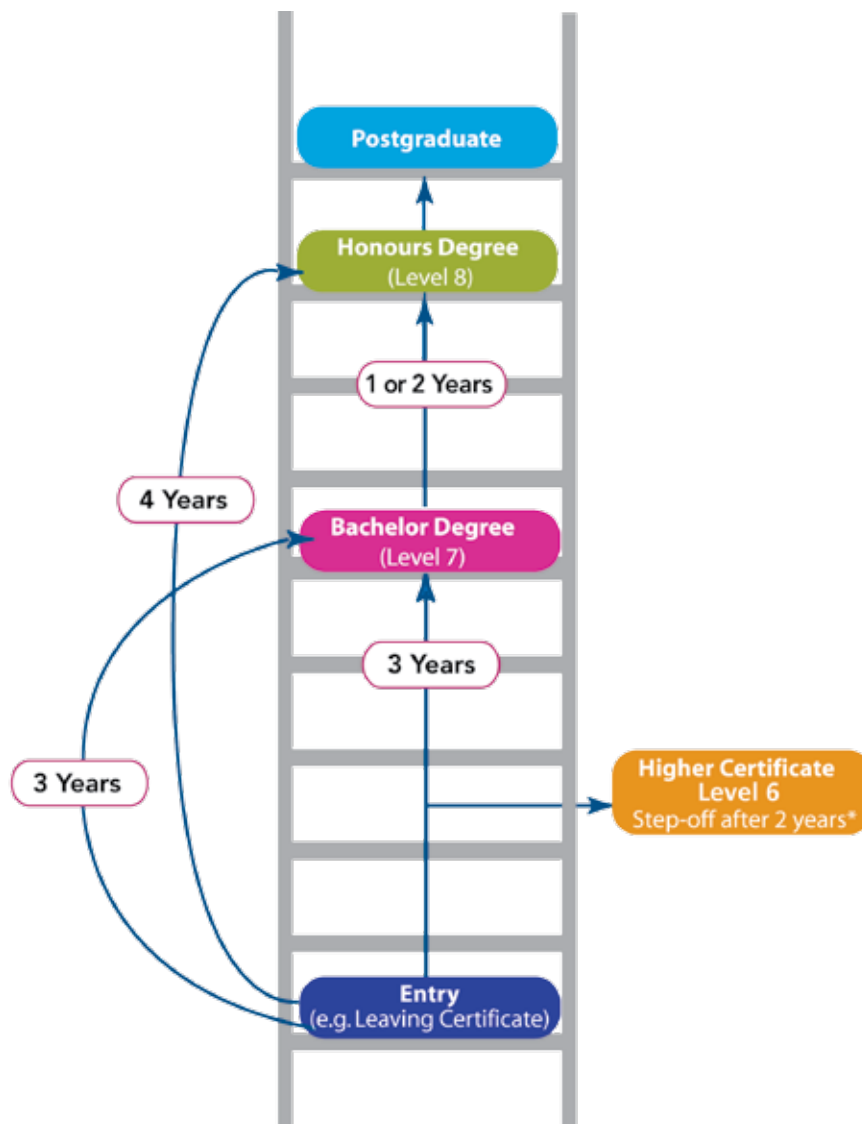 Postgraduate
Honours Degree
(Level 8)
1 or 2 Years
4 Years
Bachelor Degree
(Level 7)
3 Years
3 Years
Higher Certificate
Level 6
Step-off after 2 years*
Entry
(e.g. Leaving Certificate)